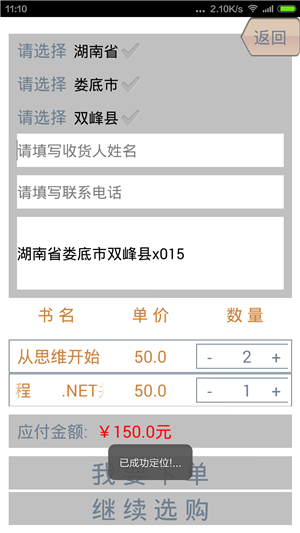 11:10 ... 2.10K/s
返回
请选择 湖南省
请选择 娄底市
请选择 双峰县
请填写收货人姓名
请填写联系电话
湖南省娄底市双峰县x015
书名 单价 数量
从思维开始 50.0 - 2 +
程 .NET 50.0 - 1 +
应付金额: ￥150.0元
已成功定位!...
我要下单
继续选购